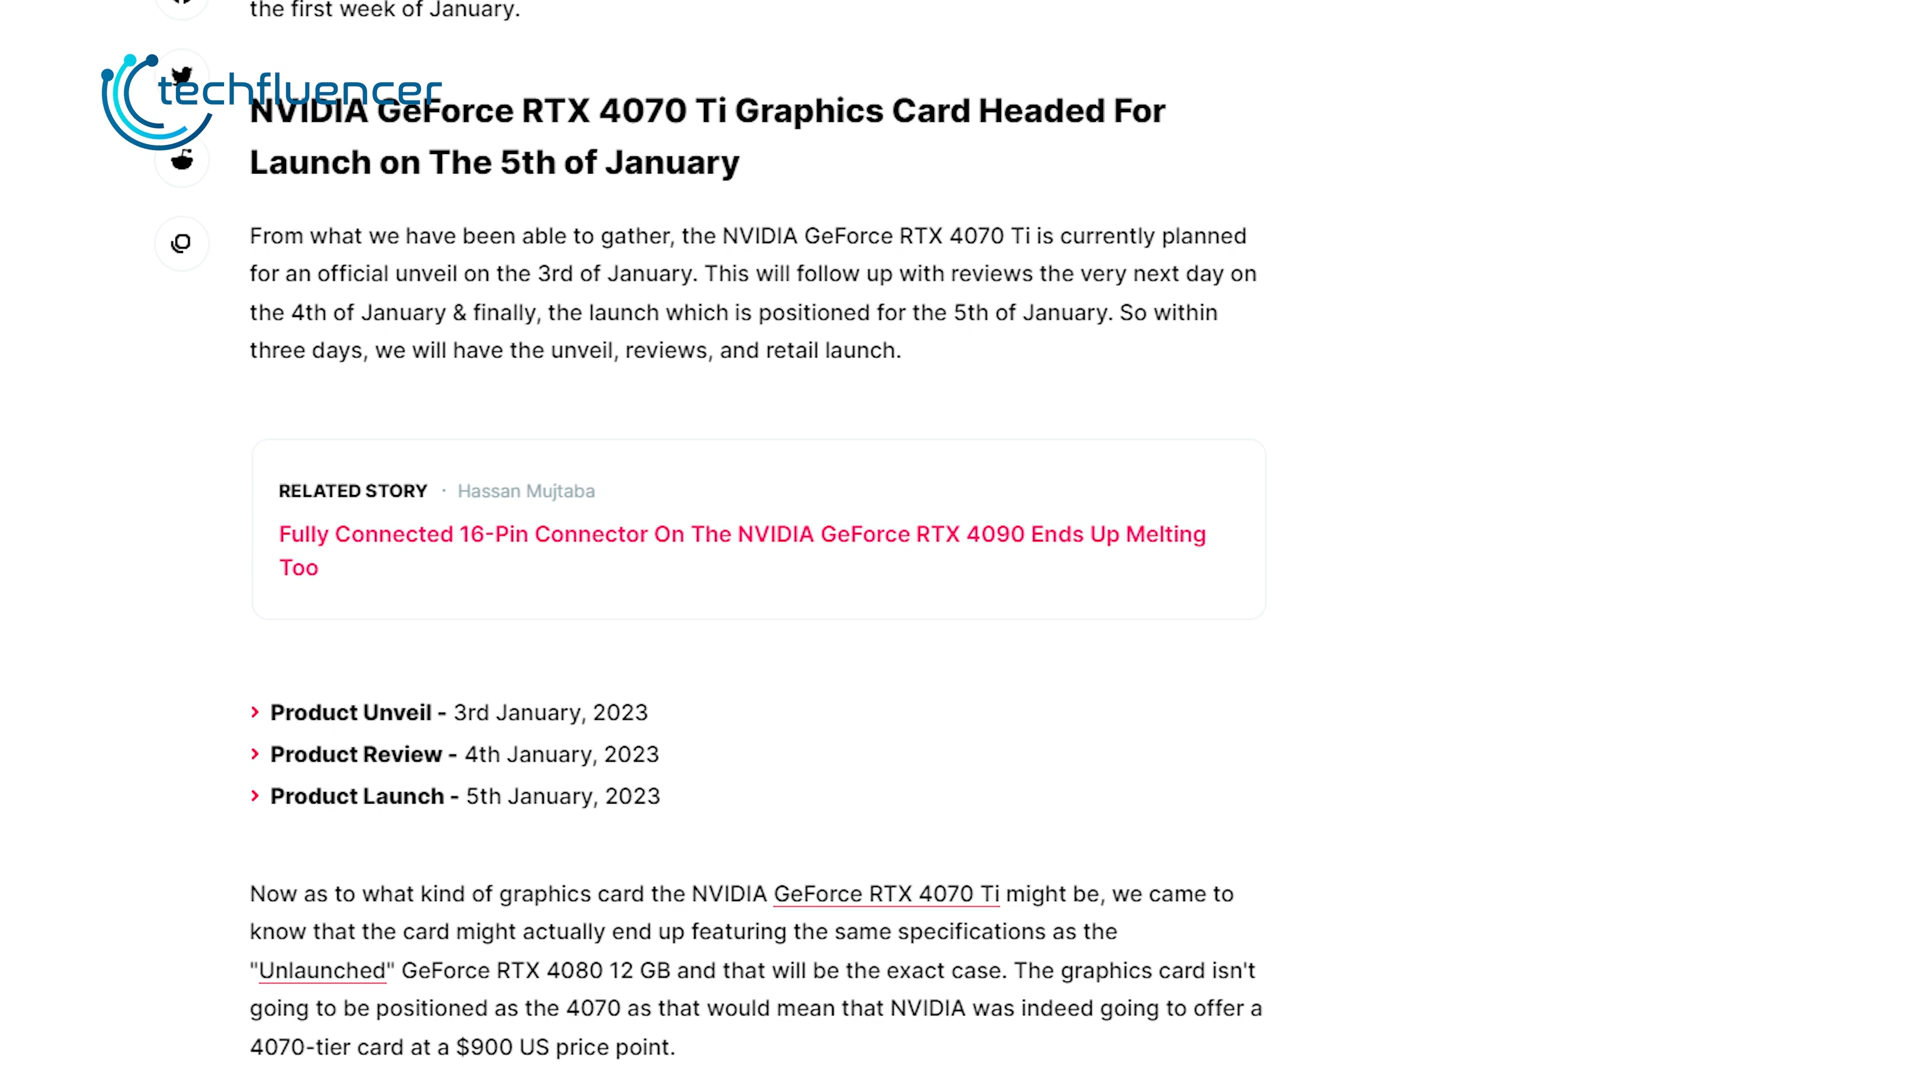 the first week of January.
techfluencer
NVIDIA GeForce RTX 4070 Ti Graphics Card Headed For
Launch on The 5th of January
From what we have been able to gather, the NVIDIA GeForce RTX 4070 Ti is currently planned
for an official unveil on the 3rd of January. This will follow up with reviews the very next day on
the 4th of January & finally, the launch which is positioned for the 5th of January. So within
three days, we will have the unveil, reviews, and retail launch.
RELATED STORY · Hassan Mujtaba
Fully Connected 16-Pin Connector On The NVIDIA GeForce RTX 4090 Ends Up Melting
Too
Product Unveil - 3rd January, 2023
Product Review - 4th January, 2023
Product Launch - 5th January, 2023
Now as to what kind of graphics card the NVIDIA GeForce RTX 4070 Ti might be, we came to
know that the card might actually end up featuring the same specifications as the
"Unlaunched" GeForce RTX 4080 12 GB and that will be the exact case. The graphics card isn't
going to be positioned as the 4070 as that would mean that NVIDIA was indeed going to offer a
4070-tier card at a $900 US price point.